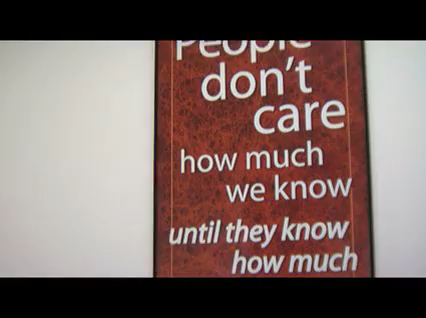 People
don't
care
how much
we know
until they know
how much